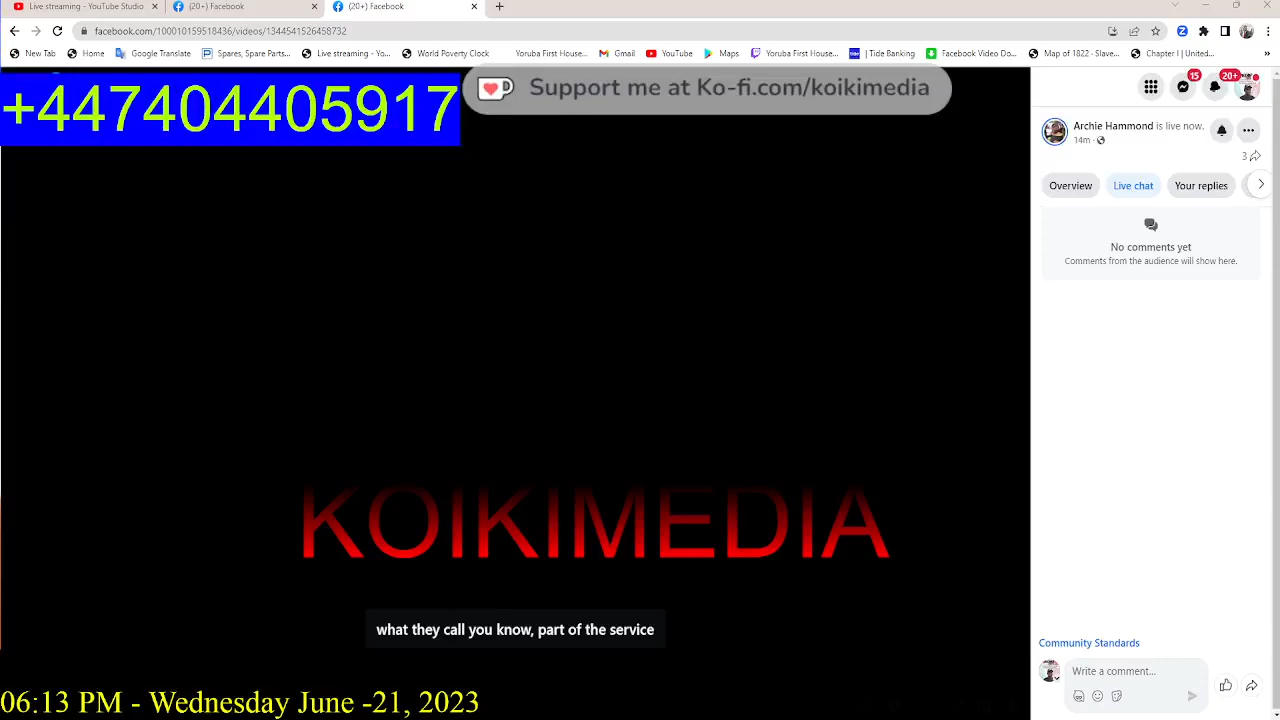 Live streaming - YouTube Studio
(20+) Facebook
(20+) Facebook
facebook.com/100010159518436/videos/1344541526458732
New Tab
Home
Google Translate
Spares, Spare Parts...
Live streaming - Yo...
World Poverty Clock
Yoruba First House...
Gmail
YouTube
Maps
Yoruba First House...
| Tide Banking
Facebook Video Do...
Map of 1822 - Slave...
Chapter I | United...
+447404405917
Support me at Ko-fi.com/koikimedia
15
20+
Archie Hammond is live now.
14m
3
Overview
Live chat
Your replies
No comments yet
Comments from the audience will show here.
KOIKIMEDIA
what they call you know, part of the service
Community Standards
Write a comment...
06:13 PM - Wednesday June -21, 2023